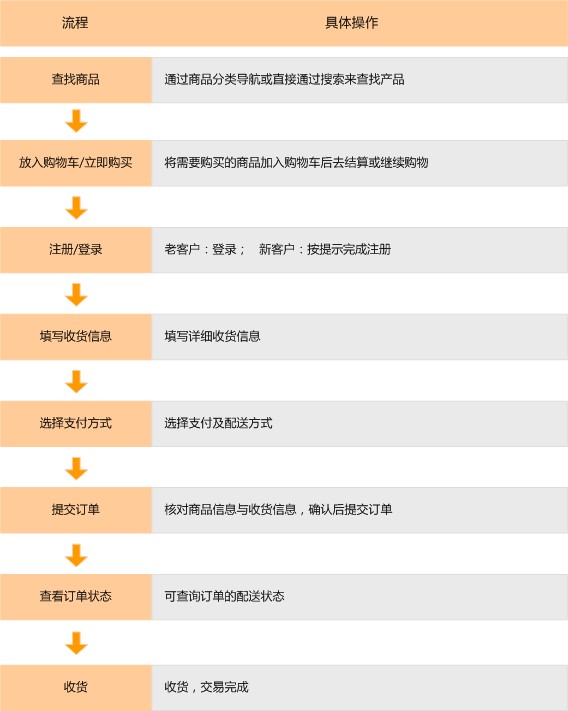 流程 具体操作
查找商品 通过商品分类导航或直接通过搜索来查找产品
放入购物车/立即购买 将需要购买的商品加入购物车后去结算或继续购物
注册/登录 老客户：登录； 新客户：按提示完成注册
填写收货信息 填写详细收货信息
选择支付方式 选择支付及配送方式
提交订单 核对商品信息与收货信息，确认后提交订单
查看订单状态 可查询订单的配送状态
收货 收货，交易完成